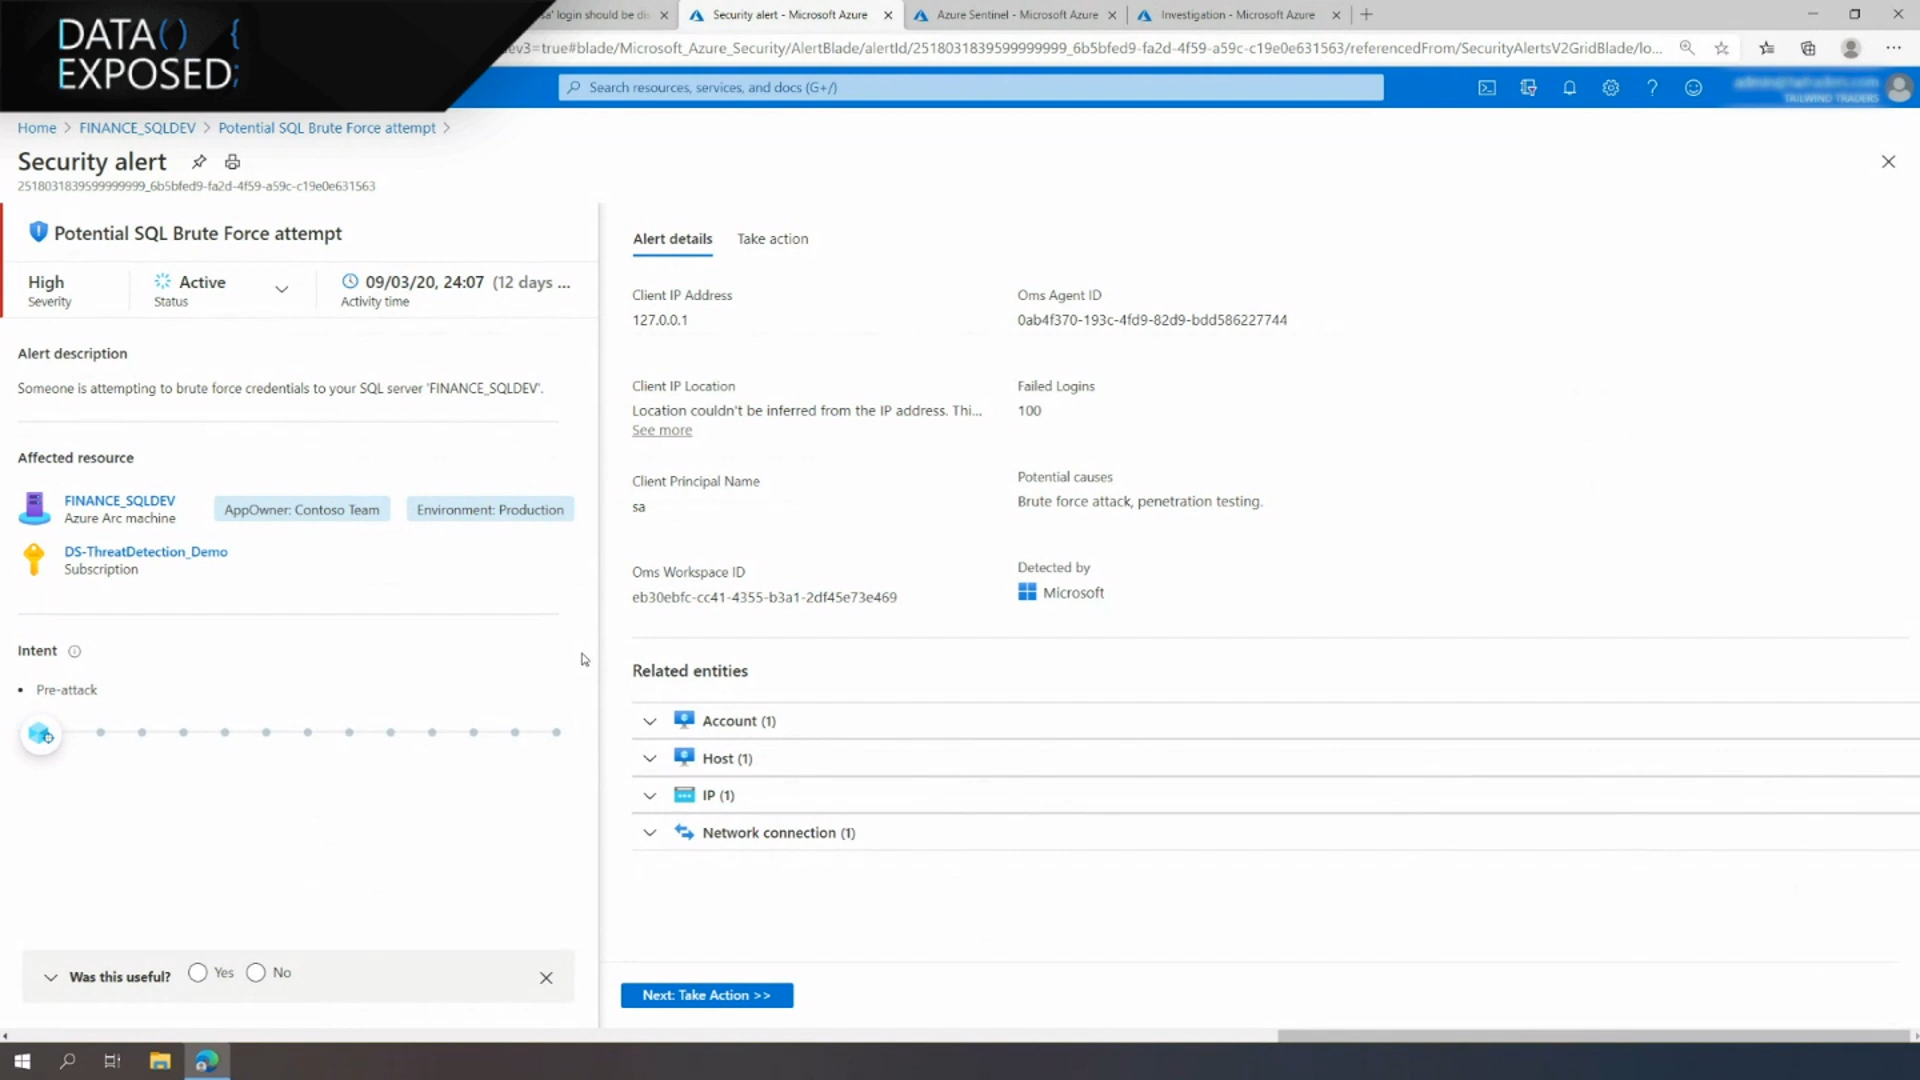 DATA() {
EXPOSED;
sa' login should be dis
Security alert - Microsoft Azure
Azure Sentinel - Microsoft Azure
Investigation - Microsoft Azure
ev3=true#blade/Microsoft_Azure_Security/AlertBlade/alertId/2518031839599999999_6b5bfed9-fa2d-4f59-a59c-c19e0e631563/referencedFrom/SecurityAlertsV2GridBlade/lo...
Search resources, services, and docs (G+/)
TAILWIND TRADERS
Home > FINANCE_SQLDEV > Potential SQL Brute Force attempt >
Security alert
2518031839599999999_6b5bfed9-fa2d-4f59-a59c-c19e0e631563
Potential SQL Brute Force attempt
High
Severity
Active
Status
09/03/20, 24:07 (12 days ...
Activity time
Alert description
Someone is attempting to brute force credentials to your SQL server 'FINANCE_SQLDEV'.
Affected resource
FINANCE_SQLDEV
Azure Arc machine
AppOwner: Contoso Team
Environment: Production
DS-ThreatDetection_Demo
Subscription
Intent
• Pre-attack
Was this useful? Yes No
Alert details
Take action
Client IP Address
127.0.0.1
Oms Agent ID
0ab4f370-193c-4fd9-82d9-bdd586227744
Client IP Location
Location couldn't be inferred from the IP address. Thi...
See more
Failed Logins
100
Client Principal Name
sa
Potential causes
Brute force attack, penetration testing.
Oms Workspace ID
eb30ebfc-cc41-4355-b3a1-2df45e73e469
Detected by
Microsoft
Related entities
Account (1)
Host (1)
IP (1)
Network connection (1)
Next: Take Action >>